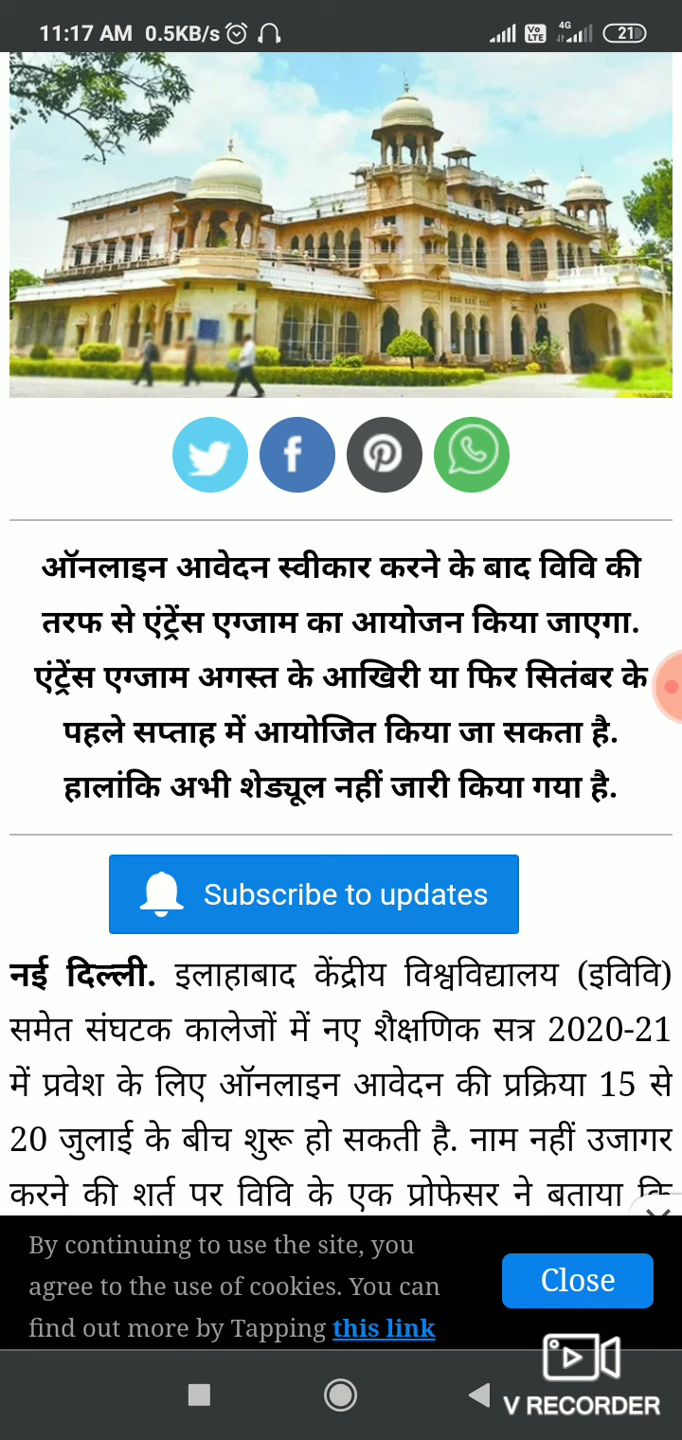 11:17 AM 0.5KB/s Vo LTE 4G 21
ऑनलाइन आवेदन स्वीकार करने के बाद विवि की
तरफ से एंट्रेंस एग्जाम का आयोजन किया जाएगा.
एंट्रेंस एग्जाम अगस्त के आखिरी या फिर सितंबर के
पहले सप्ताह में आयोजित किया जा सकता है.
हालांकि अभी शेड्यूल नहीं जारी किया गया है.
Subscribe to updates
नई दिल्ली. इलाहाबाद केंद्रीय विश्वविद्यालय (इविवि)
समेत संघटक कालेजों में नए शैक्षणिक सत्र 2020-21
में प्रवेश के लिए ऑनलाइन आवेदन की प्रक्रिया 15 से
20 जुलाई के बीच शुरू हो सकती है. नाम नहीं उजागर
करने की शर्त पर विवि के एक प्रोफेसर ने बताया कि
By continuing to use the site, you
agree to the use of cookies. You can
find out more by Tapping this link
Close
V RECORDER